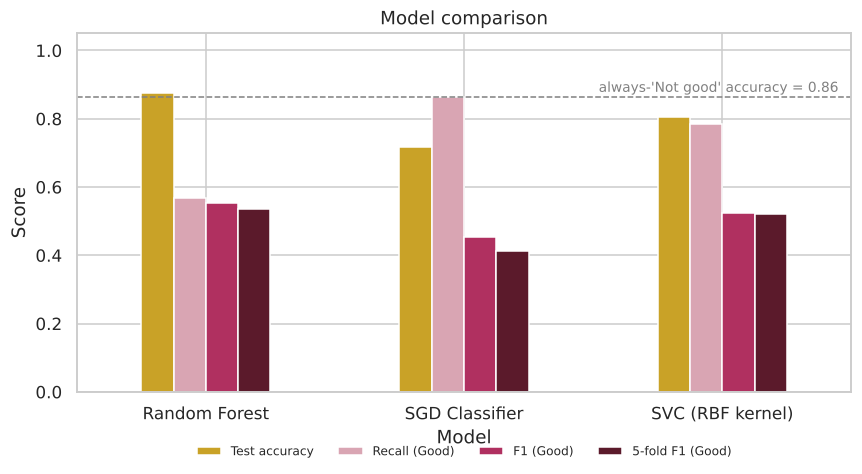 Model comparison
1.0
always-'Not good' accuracy = 0.86
0.8
0.6
0.4
0.2
0.0
Score
Random Forest SGD Classifier SVC (RBF kernel)
Model
Test accuracy Recall (Good) F1 (Good) 5-fold F1 (Good)